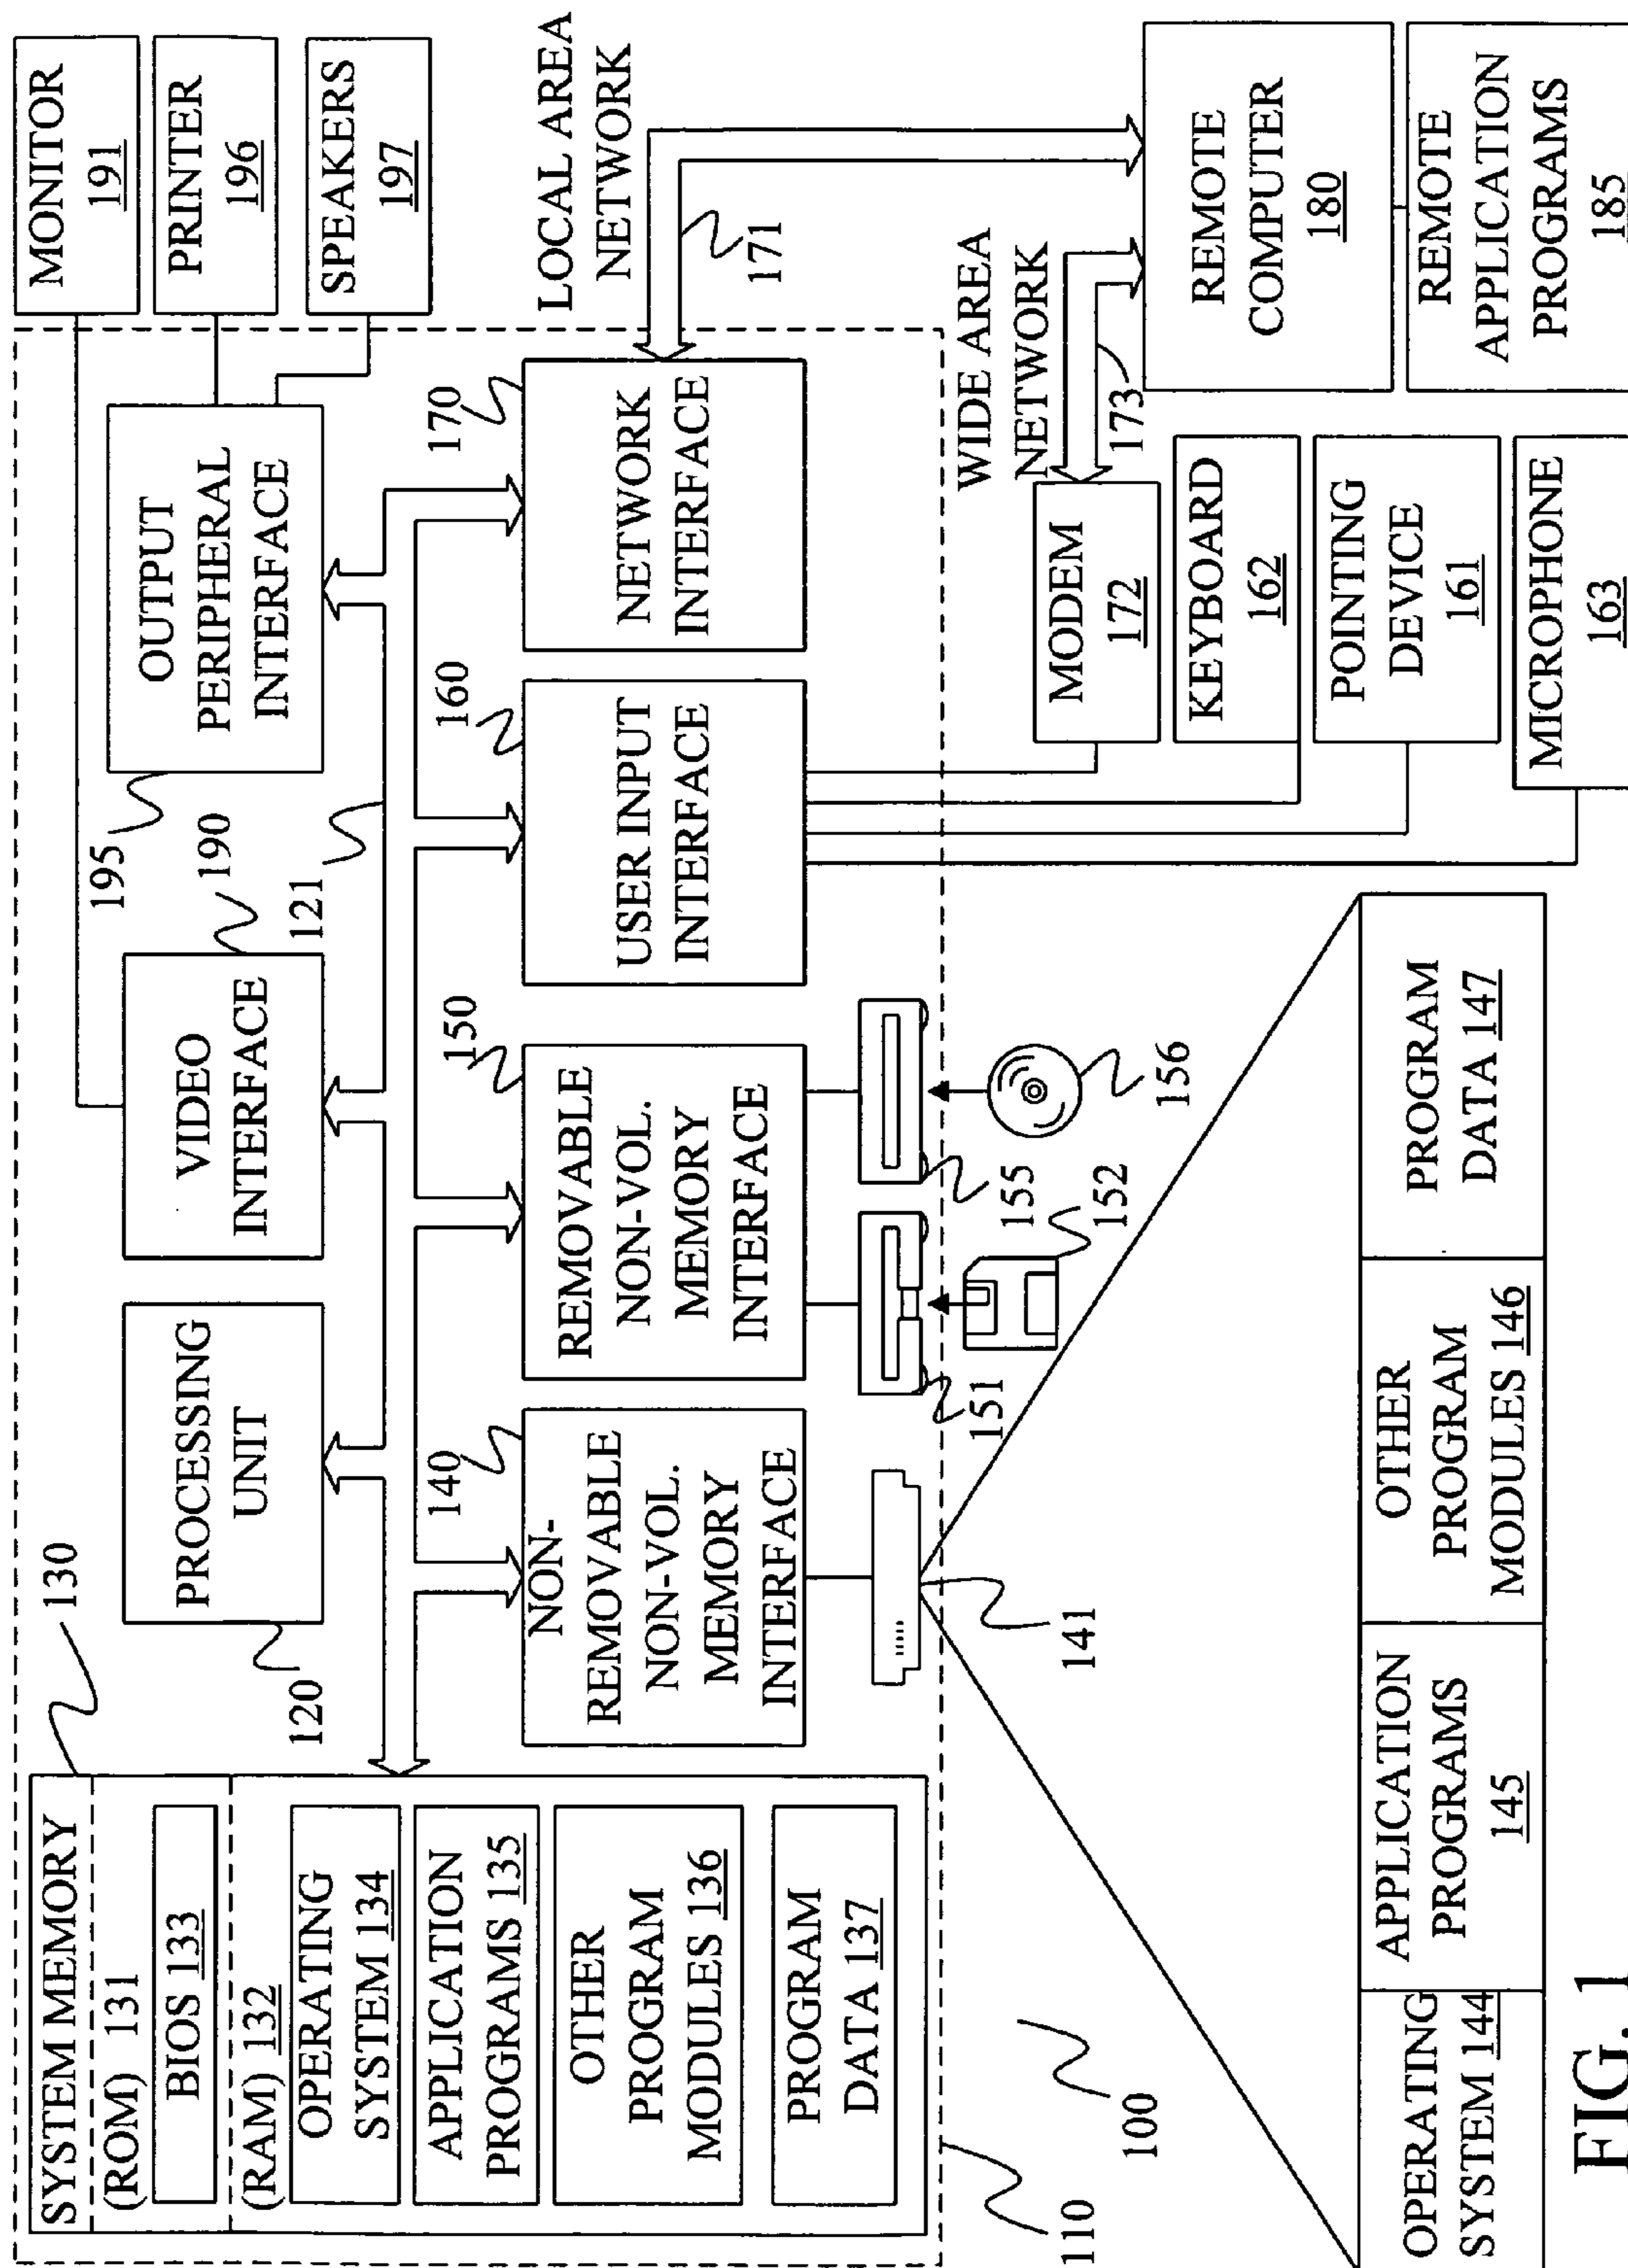 SYSTEM MEMORY
(ROM) 131
BIOS 133
(RAM) 132
OPERATING
SYSTEM 134
APPLICATION
PROGRAMS 135
OTHER
PROGRAM
MODULES 136
PROGRAM
DATA 137
130
120
PROCESSING
UNIT
VIDEO
INTERFACE
190
121
195
OUTPUT
PERIPHERAL
INTERFACE
MONITOR
191
PRINTER
196
SPEAKERS
197
140
NON-
REMOVABLE
NON-VOL.
MEMORY
INTERFACE
150
REMOVABLE
NON-VOL.
MEMORY
INTERFACE
160
USER INPUT
INTERFACE
170
NETWORK
INTERFACE
LOCAL AREA
NETWORK
171
WIDE AREA
NETWORK
173
141
151
152
155
156
MODEM
172
KEYBOARD
162
POINTING
DEVICE
161
MICROPHONE
163
REMOTE
COMPUTER
180
REMOTE
APPLICATION
PROGRAMS
185
110
100
OPERATING
SYSTEM 144
APPLICATION
PROGRAMS
145
OTHER
PROGRAM
MODULES 146
PROGRAM
DATA 147
FIG. 1